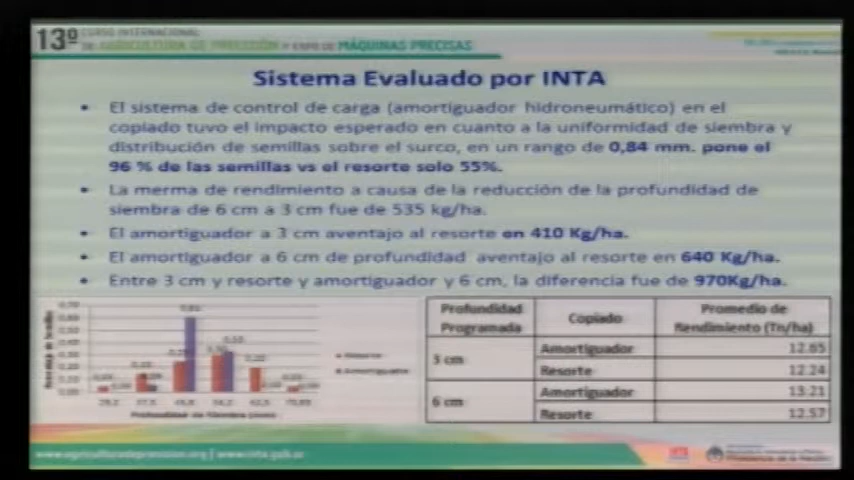 13º CURSO INTERNACIONAL
DE AGRICULTURA DE PRECISIÓN Y EXPO DE MÁQUINAS PRECISAS
Sistema Evaluado por INTA
• El sistema de control de carga (amortiguador hidroneumático) en el
copiado tuvo el impacto esperado en cuanto a la uniformidad de siembra y
distribución de semillas sobre el surco, en un rango de 0,84 mm. pone el
96 % de las semillas vs el resorte solo 55%.
• La merma de rendimiento a causa de la reducción de la profundidad de
siembra de 6 cm a 3 cm fue de 535 kg/ha.
• El amortiguador a 3 cm aventajo al resorte en 410 Kg/ha.
• El amortiguador a 6 cm de profundidad aventajo al resorte en 640 Kg/ha.
• Entre 3 cm y resorte y amortiguador y 6 cm, la diferencia fue de 970Kg/ha.
Resorte
Amortiguador
Profundidad Programada
Copiado
Promedio de Rendimiento (Tn/ha)
3 cm
Amortiguador 12.65
Resorte 12.24
6 cm
Amortiguador 13.21
Resorte 12.57
www.agriculturadeprecision.org | www.inta.gob.ar
Presidencia de la Nación